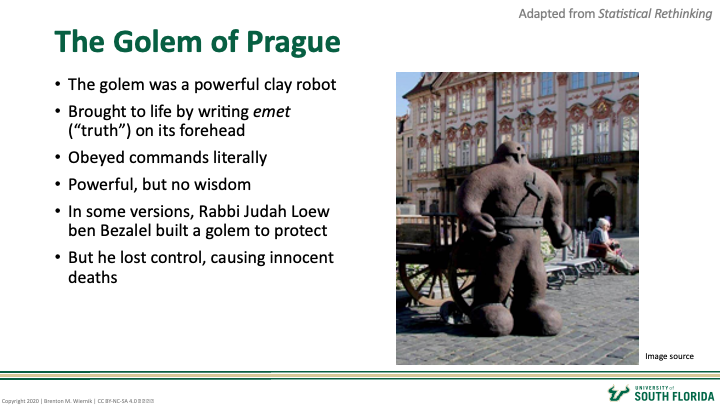 Adapted from Statistical Rethinking
The Golem of Prague
• The golem was a powerful clay robot
• Brought to life by writing emet
(“truth”) on its forehead
• Obeyed commands literally
• Powerful, but no wisdom
• In some versions, Rabbi Judah Loew
ben Bezalel built a golem to protect
• But he lost control, causing innocent
deaths
Image source
Copyright 2020 | Brenton M. Wiernik | CC BY-NC-SA 4.0
UNIVERSITY of
SOUTH FLORIDA